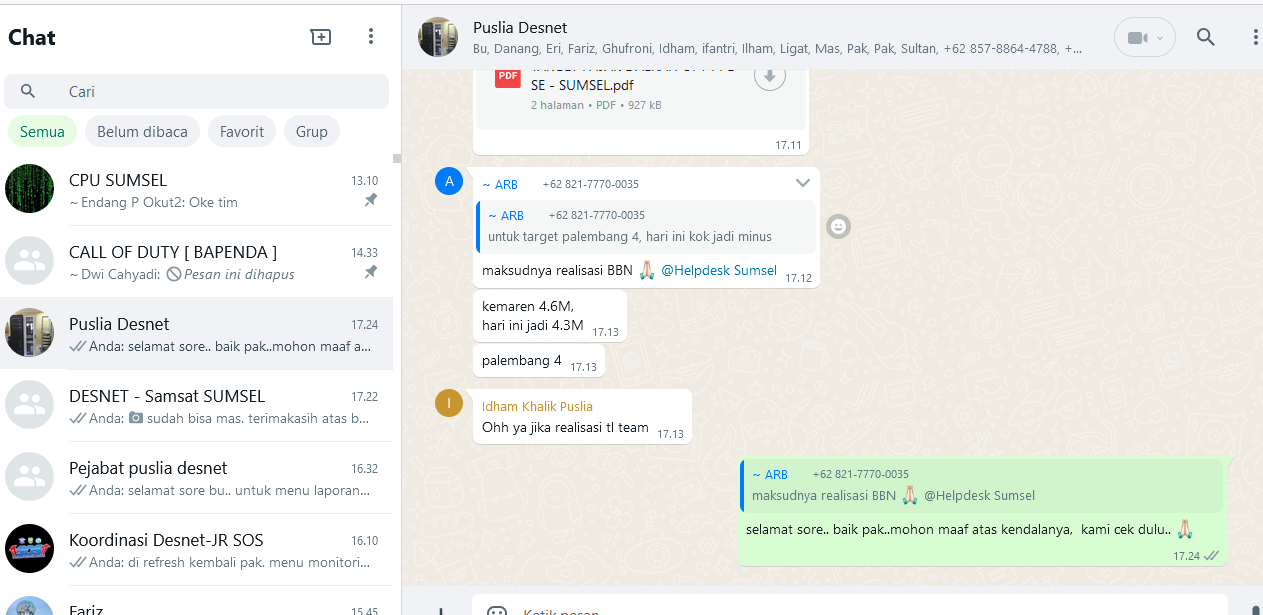 Chat
Cari
Semua
Belum dibaca
Favorit
Grup
CPU SUMSEL
13.10
~ Endang P Okut2: Oke tim
CALL OF DUTY [ BAPENDA ]
14.33
~ Dwi Cahyadi: Pesan ini dihapus
Puslia Desnet
17.24
Anda: selamat sore.. baik pak..mohon maaf a...
DESNET - Samsat SUMSEL
17.22
Anda: sudah bisa mas. terimakasih atas b...
Pejabat puslia desnet
16.32
Anda: selamat sore bu.. untuk menu laporan...
Koordinasi Desnet-JR SOS
16.10
Anda: di refresh kembali pak. menu monitori...
Fariz
15.45
Puslia Desnet
Bu, Danang, Eri, Fariz, Ghufroni, Idham, ifantri, Ilham, Ligat, Mas, Pak, Pak, Sultan, +62 857-8864-4788, +...
PDF
SE - SUMSEL.pdf
2 halaman • PDF • 927 kB
17.11
A
~ ARB +62 821-7770-0035
~ ARB +62 821-7770-0035
untuk target palembang 4, hari ini kok jadi minus
maksudnya realisasi BBN 🙏🏻 @Helpdesk Sumsel
17.12
kemaren 4.6M,
hari ini jadi 4.3M
17.13
palembang 4
17.13
I
Idham Khalik Puslia
Ohh ya jika realisasi tl team
17.13
~ ARB +62 821-7770-0035
maksudnya realisasi BBN 🙏🏻 @Helpdesk Sumsel
selamat sore.. baik pak..mohon maaf atas kendalanya, kami cek dulu.. 🙏🏻
17.24
Ketik pesan